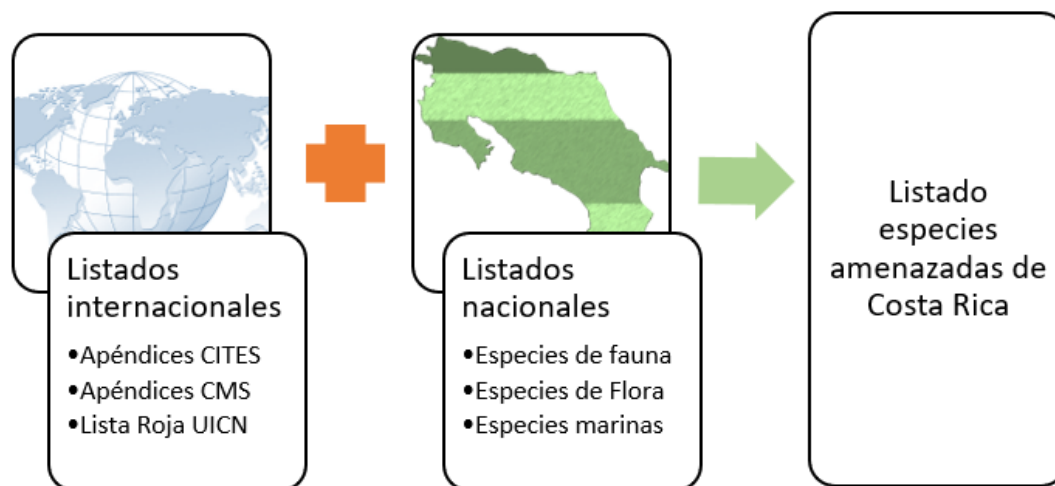 Listados
internacionales
•Apéndices CITES
•Apéndices CMS
•Lista Roja UICN
Listados
nacionales
•Especies de fauna
•Especies de Flora
•Especies marinas
Listado
especies
amenazadas de
Costa Rica